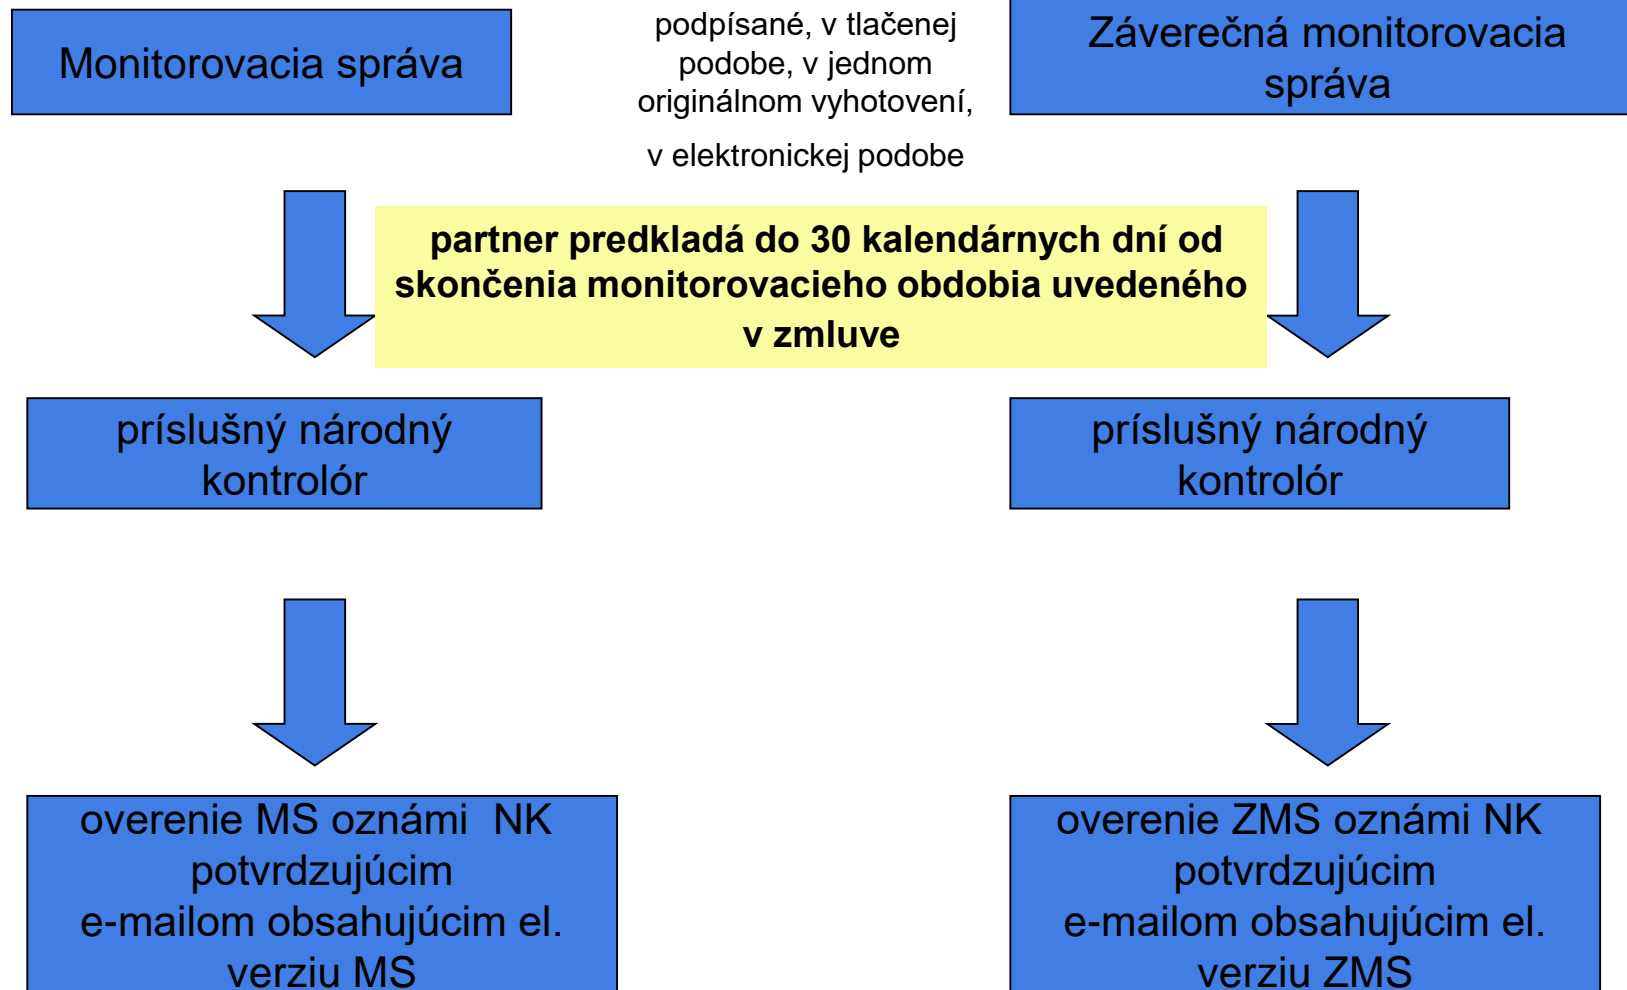 Monitorovacia správa
podpísané, v tlačenej
podobe, v jednom
originálnom vyhotovení,
v elektronickej podobe
Záverečná monitorovacia
správa
partner predkladá do 30 kalendárnych dní od
skončenia monitorovacieho obdobia uvedeného
v zmluve
príslušný národný
kontrolór
príslušný národný
kontrolór
overenie MS oznámi NK
potvrdzujúcim
e-mailom obsahujúcim el.
verziu MS
overenie ZMS oznámi NK
potvrdzujúcim
e-mailom obsahujúcim el.
verziu ZMS